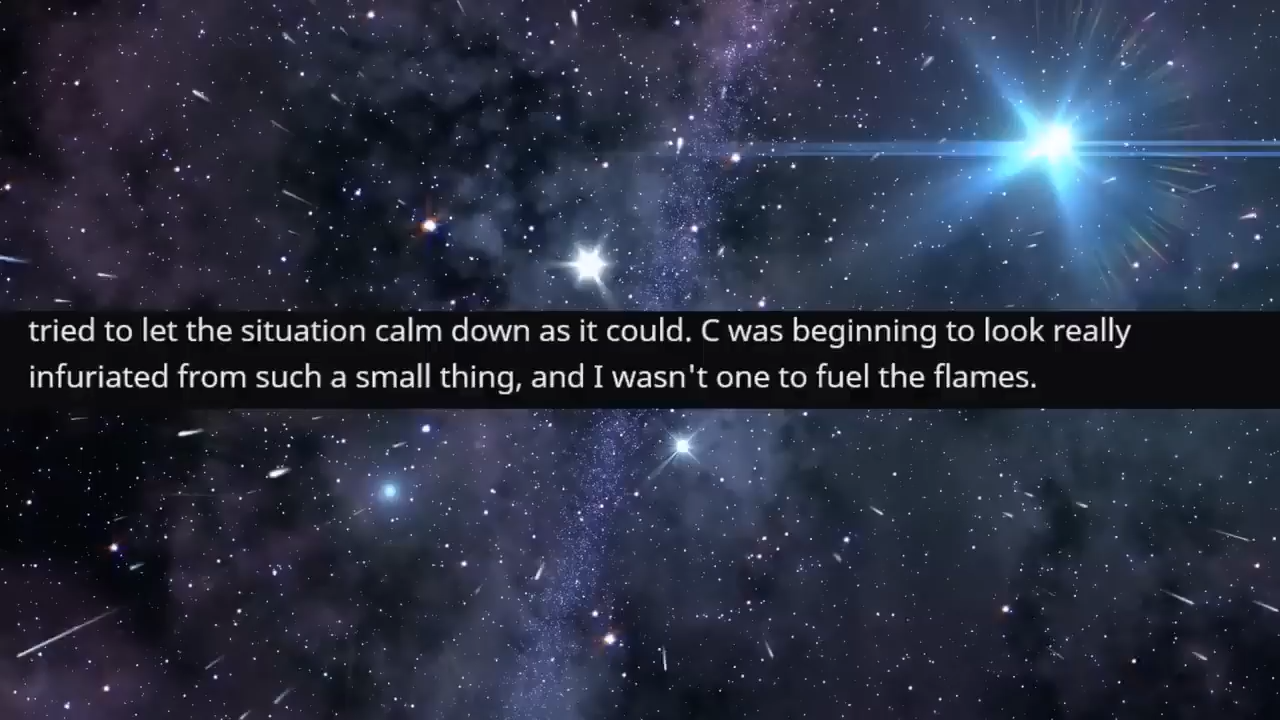 tried to let the situation calm down as it could. C was beginning to look really
infuriated from such a small thing, and I wasn't one to fuel the flames.